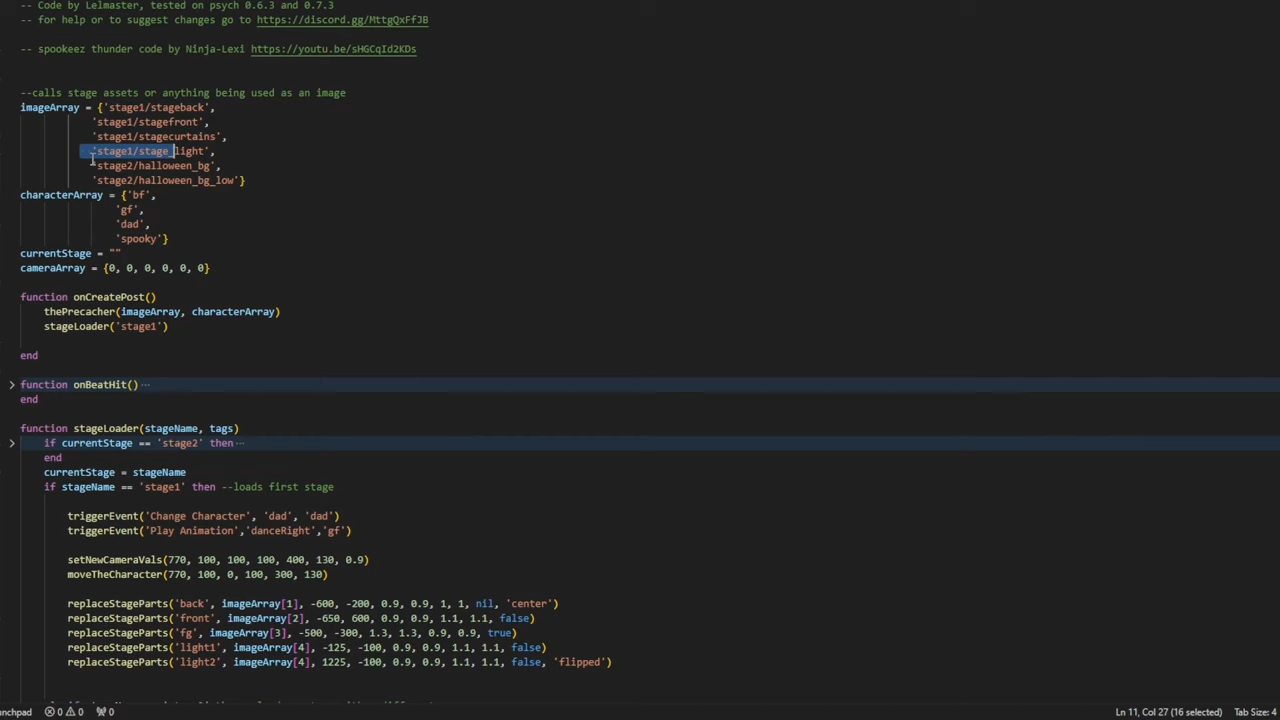 -- Code by Lelmaster, tested on psych 0.6.3 and 0.7.3
-- for help or to suggest changes go to https://discord.gg/MttgQxFfJB
-- spookeez thunder code by Ninja-Lexi https://youtu.be/sHGCqId2KDs
--calls stage assets or anything being used as an image
imageArray = {'stage1/stageback',
'stage1/stagefront',
'stage1/stagecurtains',
'stage1/stage_light',
'stage2/halloween_bg',
'stage2/halloween_bg_low'}
characterArray = {'bf',
'gf',
'dad',
'spooky'}
currentStage = ""
cameraArray = {0, 0, 0, 0, 0, 0}
function onCreatePost()
thePrecacher(imageArray, characterArray)
stageLoader('stage1')
end
function onBeatHit() ···
end
function stageLoader(stageName, tags)
if currentStage == 'stage2' then ···
end
currentStage = stageName
if stageName == 'stage1' then --loads first stage
triggerEvent('Change Character', 'dad', 'dad')
triggerEvent('Play Animation','danceRight','gf')
setNewCameraVals(770, 100, 100, 100, 400, 130, 0.9)
moveTheCharacter(770, 100, 0, 100, 300, 130)
replaceStageParts('back', imageArray[1], -600, -200, 0.9, 0.9, 1, 1, nil, 'center')
replaceStageParts('front', imageArray[2], -650, 600, 0.9, 0.9, 1.1, 1.1, false)
replaceStageParts('fg', imageArray[3], -500, -300, 1.3, 1.3, 0.9, 0.9, true)
replaceStageParts('light1', imageArray[4], -125, -100, 0.9, 0.9, 1.1, 1.1, false)
replaceStageParts('light2', imageArray[4], 1225, -100, 0.9, 0.9, 1.1, 1.1, false, 'flipped')
unchpad 0 0 0 Ln 11, Col 27 (16 selected) Tab Size: 4